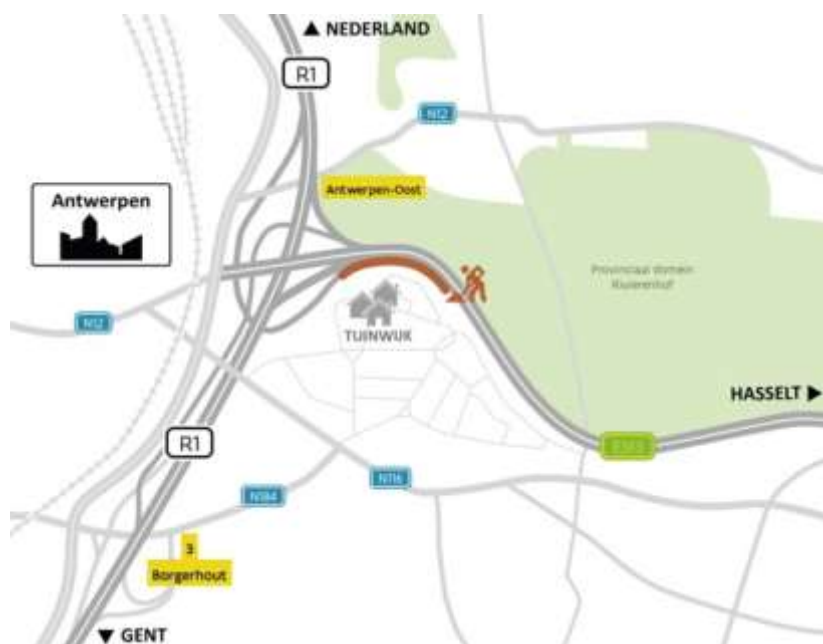 ▲ NEDERLAND
R1
N12
Antwerpen-Oost
Antwerpen
Provinciaal domein
Rivierenhof
N12
TUINWIJK
HASSELT ▶
R1
N116
N184
3
Borgerhout
▼ GENT